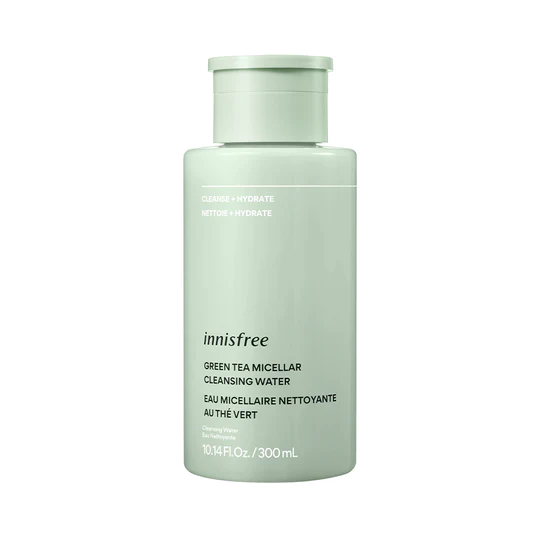 CLEANSE + HYDRATE
NETTOIE + HYDRATE
innisfree
GREEN TEA MICELLAR
CLEANSING WATER
EAU MICELLAIRE NETTOYANTE
AU THÉ VERT
Cleansing Water
Eau Nettoyante
10.14 Fl.Oz. / 300 mL